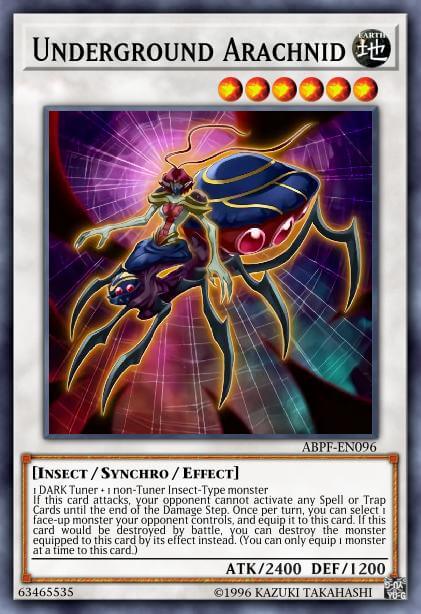 UNDERGROUND ARACHNID
EARTH
地
ABPF-EN096
[INSECT / SYNCHRO / EFFECT]
1 DARK Tuner + 1 non-Tuner Insect-Type monster
If this card attacks, your opponent cannot activate any Spell or Trap
Cards until the end of the Damage Step. Once per turn, you can select 1
face-up monster your opponent controls, and equip it to this card. If this
card would be destroyed by battle, you can destroy the monster
equipped to this card by its effect instead. (You can only equip 1 monster
at a time to this card.)
ATK/2400 DEF/1200
63465535
©1996 KAZUKI TAKAHASHI